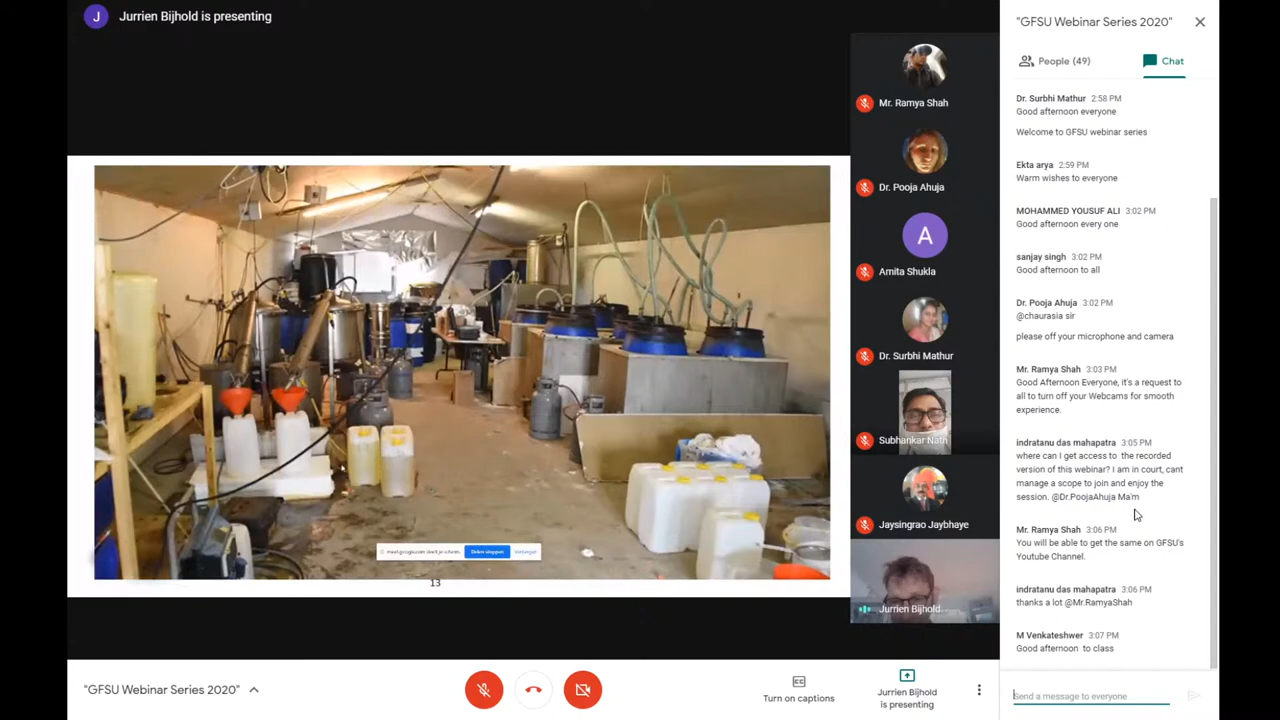 J
Jurrien Bijhold is presenting
13
Delen stoppen
Mr. Ramya Shah
Dr. Pooja Ahuja
A
Amita Shukla
Dr. Surbhi Mathur
Subhankar Nath
Jaysingrao Jaybhaye
Jurrien Bijhold
"GFSU Webinar Series 2020"
Turn on captions
Jurrien Bijhold
is presenting
"GFSU Webinar Series 2020"
People (49)
Chat
Dr. Surbhi Mathur 2:58 PM
Good afternoon everyone
Welcome to GFSU webinar series
Ekta arya 2:59 PM
Warm wishes to everyone
MOHAMMED YOUSUF ALI 3:02 PM
Good afternoon every one
sanjay singh 3:02 PM
Good afternoon to all
Dr. Pooja Ahuja 3:02 PM
@chaurasia sir
please off your microphone and camera
Mr. Ramya Shah 3:03 PM
Good Afternoon Everyone, it's a request to
all to turn off your Webcams for smooth
experience.
indratanu das mahapatra 3:05 PM
where can I get access to the recorded
version of this webinar? I am in court, cant
manage a scope to join and enjoy the
session. @Dr.PoojaAhuja Ma'm
Mr. Ramya Shah 3:06 PM
You will be able to get the same on GFSU's
Youtube Channel.
indratanu das mahapatra 3:06 PM
thanks a lot @Mr.RamyaShah
M Venkateshwer 3:07 PM
Good afternoon to class
Send a message to everyone